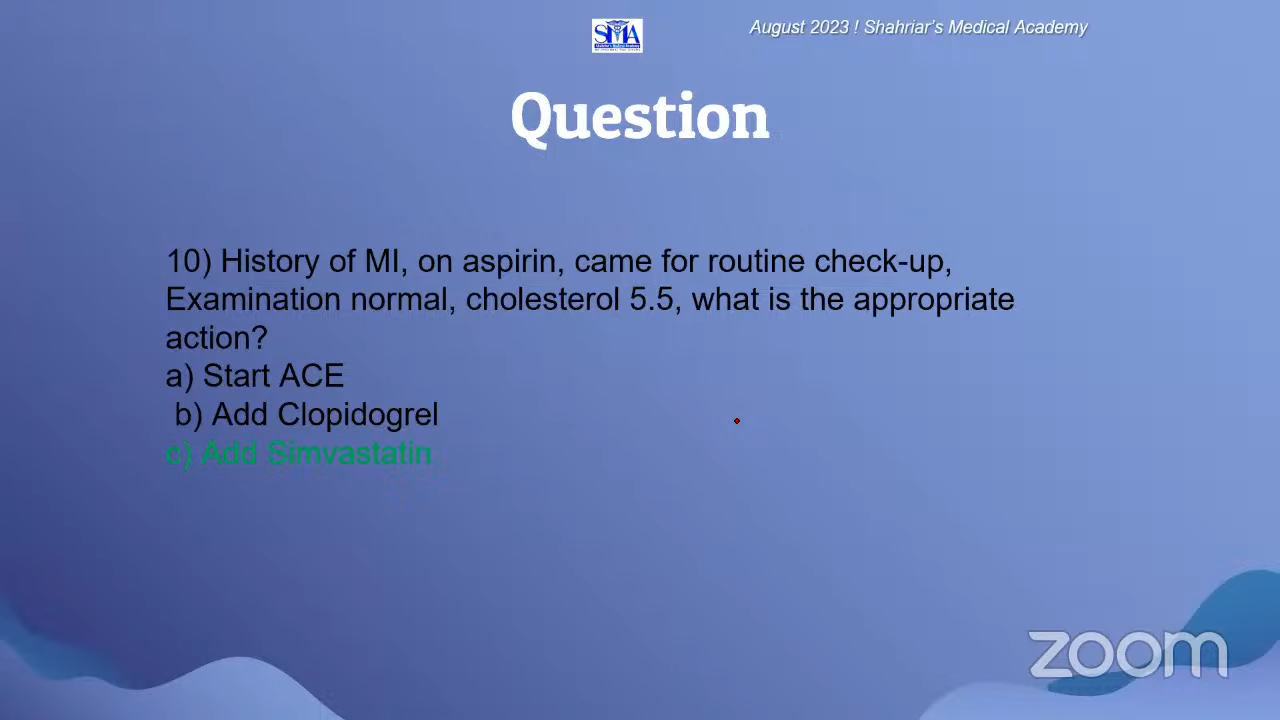 SMA
August 2023 ! Shahriar's Medical Academy
Question
10) History of MI, on aspirin, came for routine check-up,
Examination normal, cholesterol 5.5, what is the appropriate
action?
a) Start ACE
b) Add Clopidogrel
c) Add Simvastatin
zoom